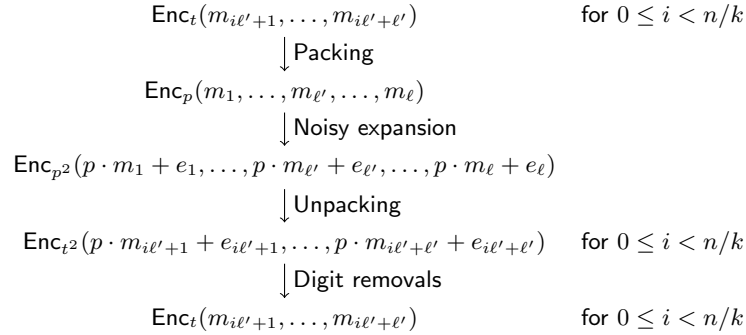 Enc_t(m_{iℓ′+1}, . . . , m_{iℓ′+ℓ′}) for 0 ≤ i < n/k
Packing
Enc_p(m_1, . . . , m_{ℓ′}, . . . , m_ℓ)
Noisy expansion
Enc_{p^2}(p · m_1 + e_1, . . . , p · m_{ℓ′} + e_{ℓ′}, . . . , p · m_ℓ + e_ℓ)
Unpacking
Enc_{t^2}(p · m_{iℓ′+1} + e_{iℓ′+1}, . . . , p · m_{iℓ′+ℓ′} + e_{iℓ′+ℓ′}) for 0 ≤ i < n/k
Digit removals
Enc_t(m_{iℓ′+1}, . . . , m_{iℓ′+ℓ′}) for 0 ≤ i < n/k